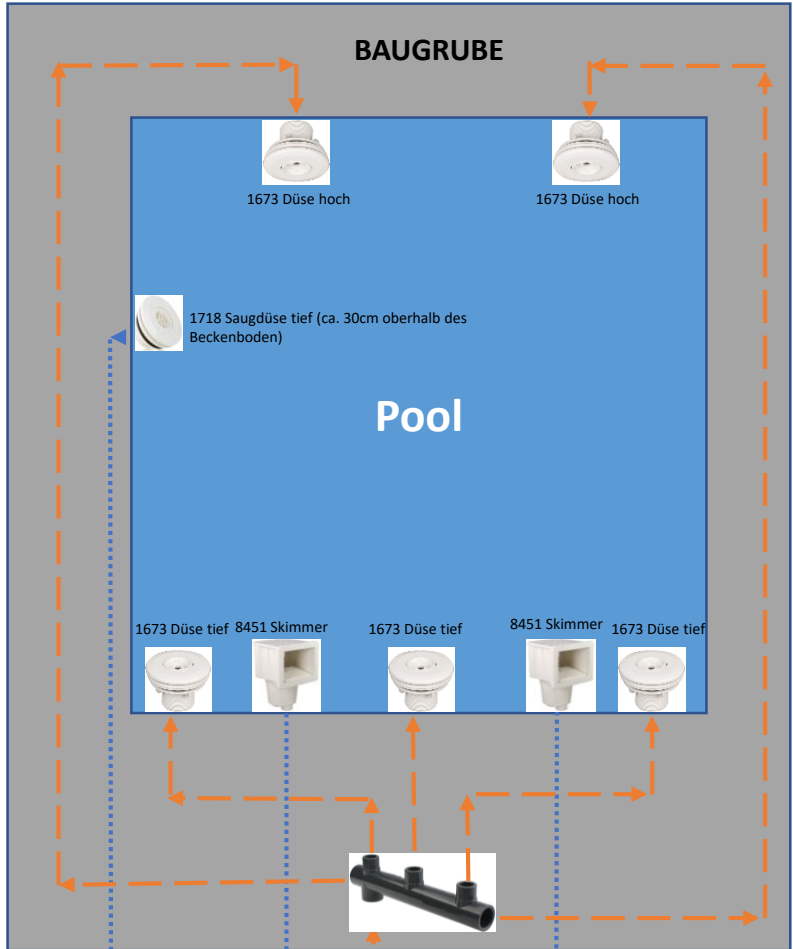 BAUGRUBE
1673 Düse hoch
1673 Düse hoch
1718 Saugdüse tief (ca. 30cm oberhalb des
Beckenboden)
Pool
1673 Düse tief
8451 Skimmer
1673 Düse tief
8451 Skimmer
1673 Düse tief